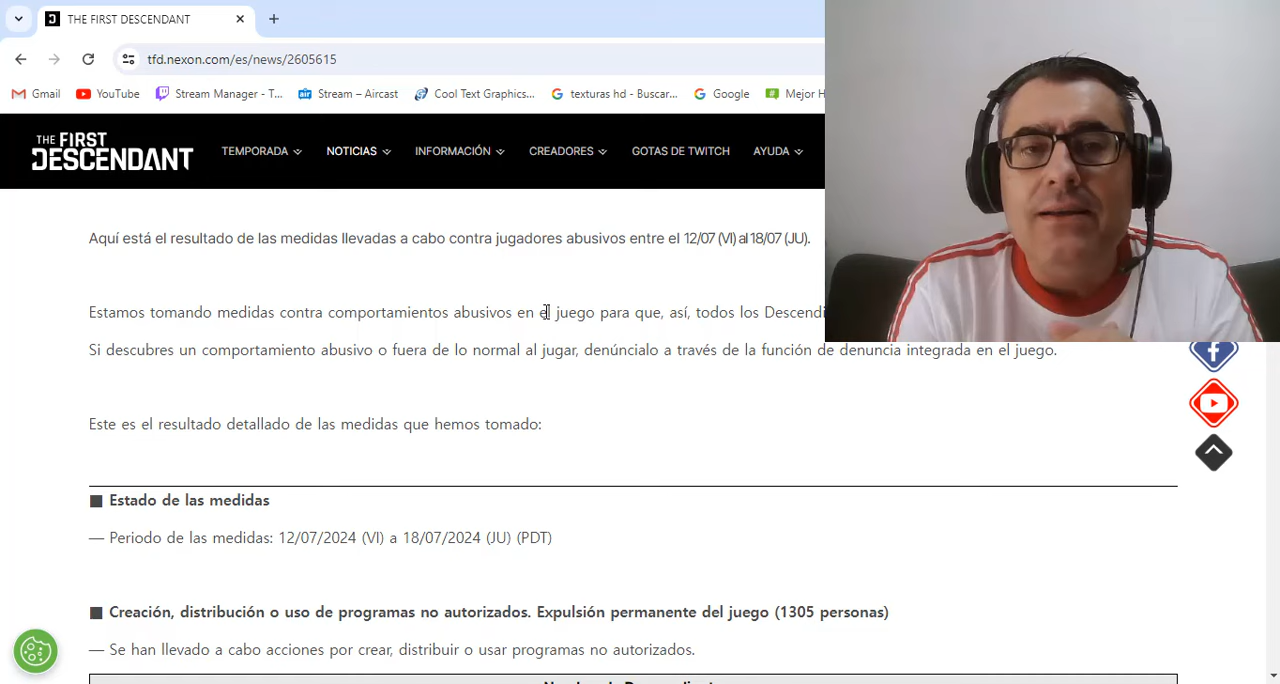 THE FIRST DESCENDANT
tfd.nexon.com/es/news/2605615
Gmail YouTube Stream Manager - T... Stream – Aircast Cool Text Graphics... texturas hd - Buscar... Google Mejor H
THE FIRST
DESCENDANT
TEMPORADA NOTICIAS INFORMACIÓN CREADORES GOTAS DE TWITCH AYUDA
Aquí está el resultado de las medidas llevadas a cabo contra jugadores abusivos entre el 12/07 (VI) al 18/07 (JU).
Estamos tomando medidas contra comportamientos abusivos en el juego para que, así, todos los Descendi
Si descubres un comportamiento abusivo o fuera de lo normal al jugar, denúncialo a través de la función de denuncia integrada en el juego.
Este es el resultado detallado de las medidas que hemos tomado:
■ Estado de las medidas
— Periodo de las medidas: 12/07/2024 (VI) a 18/07/2024 (JU) (PDT)
■ Creación, distribución o uso de programas no autorizados. Expulsión permanente del juego (1305 personas)
— Se han llevado a cabo acciones por crear, distribuir o usar programas no autorizados.